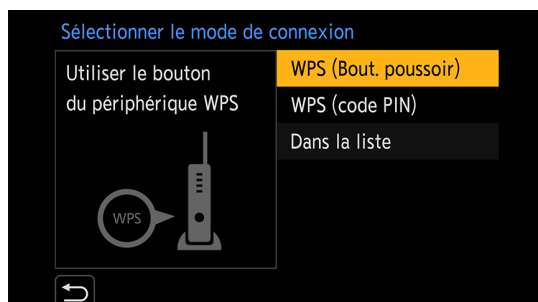 Sélectionner le mode de connexion
Utiliser le bouton
du périphérique WPS
WPS
WPS (Bout. poussoir)
WPS (code PIN)
Dans la liste